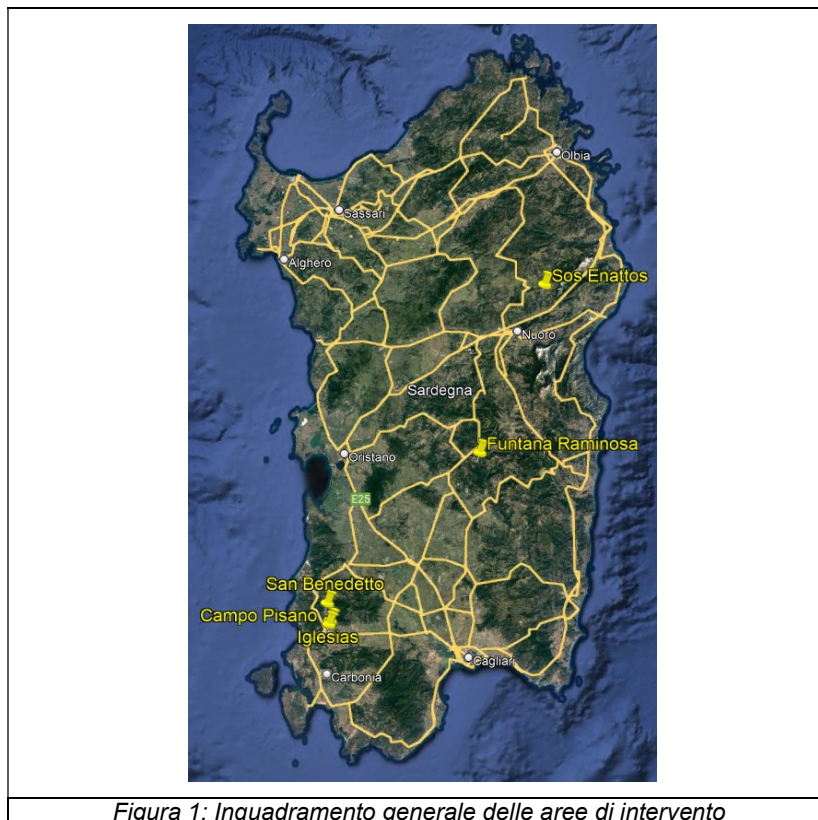 Olbia
Sassari
Alghero
Sos Enattos
Nuoro
Sardegna
Funtana Raminosa
Oristano
E25
San Benedetto
Campo Pisano
Iglesias
Cagliari
Carbonia
Figura 1: Inquadramento generale delle aree di intervento